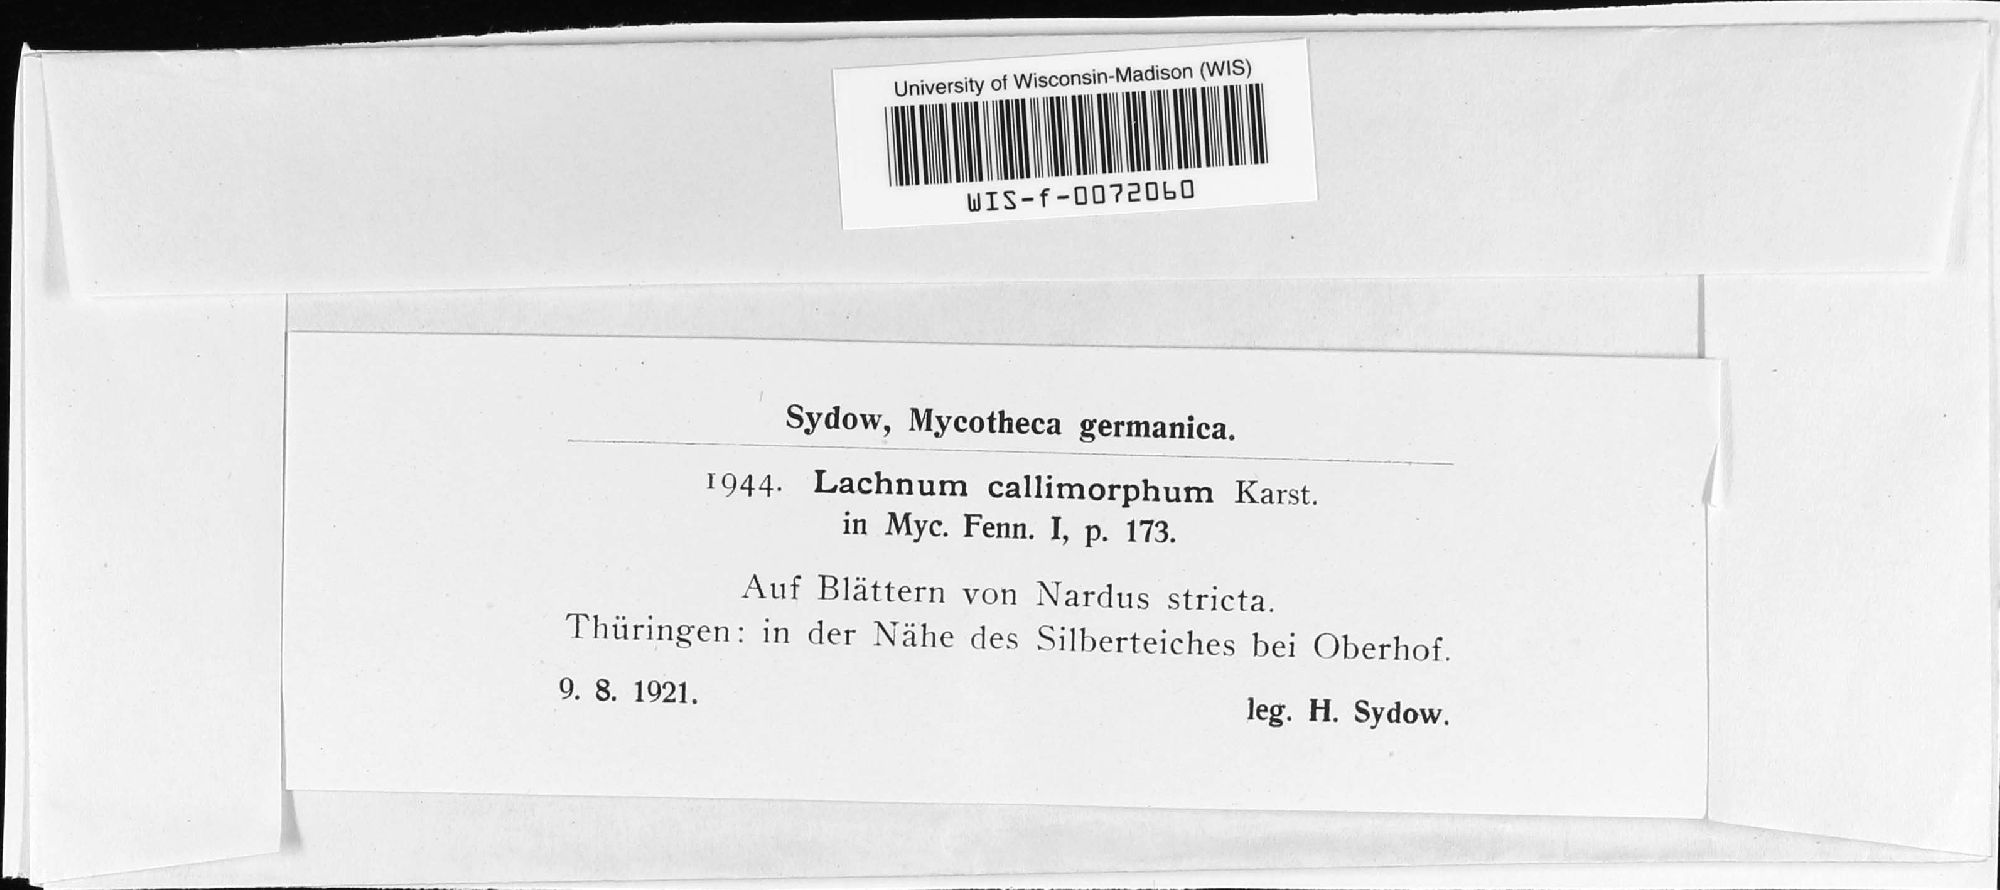 University of Wisconsin-Madison (WIS)
WIS-f-0072060
Sydow, Mycotheca germanica.
1944. Lachnum callimorphum Karst.
in Myc. Fenn. I, p. 173.
Auf Blättern von Nardus stricta.
Thüringen: in der Nähe des Silberteiches bei Oberhof.
9. 8. 1921.
leg. H. Sydow.